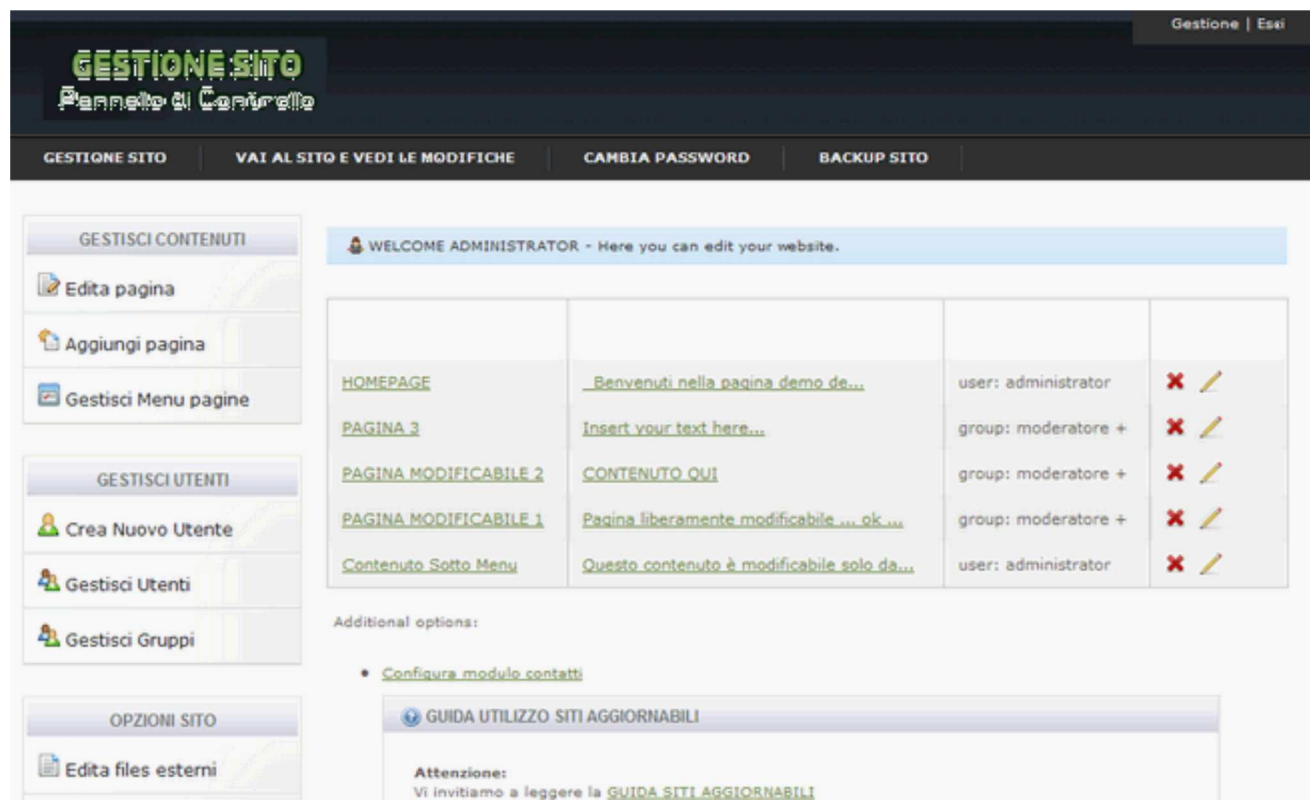 Gestione | Esci
GESTIONE SITO
Pannello di Controllo
GESTIONE SITO VAI AL SITO E VEDI LE MODIFICHE CAMBIA PASSWORD BACKUP SITO
GESTISCI CONTENUTI
Edita pagina
Aggiungi pagina
Gestisci Menu pagine
GESTISCI UTENTI
Crea Nuovo Utente
Gestisci Utenti
Gestisci Gruppi
OPZIONI SITO
Edita files esterni
WELCOME ADMINISTRATOR - Here you can edit your website.
HOMEPAGE Benvenuti nella pagina demo de... user: administrator
PAGINA 3 Insert your text here... group: moderatore +
PAGINA MODIFICABILE 2 CONTENUTO QUI group: moderatore +
PAGINA MODIFICABILE 1 Pagina liberamente modificabile ... ok ... group: moderatore +
Contenuto Sotto Menu Questo contenuto è modificabile solo da... user: administrator
Additional options:
Configura modulo contatti
GUIDA UTILIZZO SITI AGGIORNABILI
Attenzione:
Vi invitiamo a leggere la GUIDA SITI AGGIORNABILI